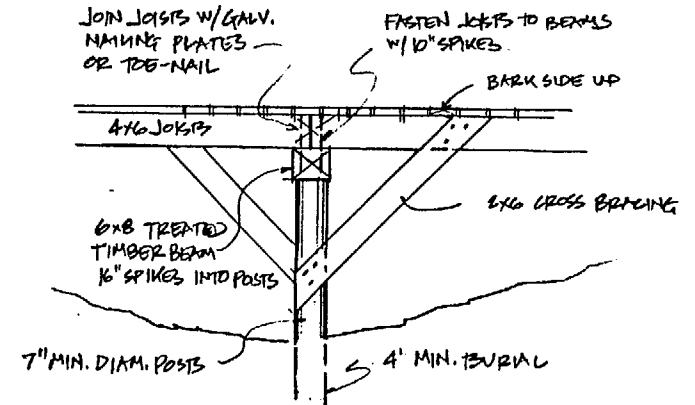 JOIN JOISTS W/GALV.
NAILING PLATES
OR TOE-NAIL
FASTEN JOISTS TO BEAMS
W/10" SPIKES.
BARK SIDE UP
4X6 JOISTS
2X6 CROSS BRACING
6X8 TREATED
TIMBER BEAM
16" SPIKES INTO POSTS
7" MIN. DIAM. POSTS
4' MIN. BURIAL